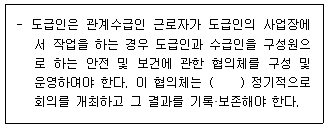 - 도급인은 관계수급인 근로자가 도급인의 사업장에
서 작업을 하는 경우 도급인과 수급인을 구성원으
로 하는 안전 및 보건에 관한 협의체를 구성 및
운영하여야 한다. 이 협의체는 (    ) 정기적으로
회의를 개최하고 그 결과를 기록·보존해야 한다.